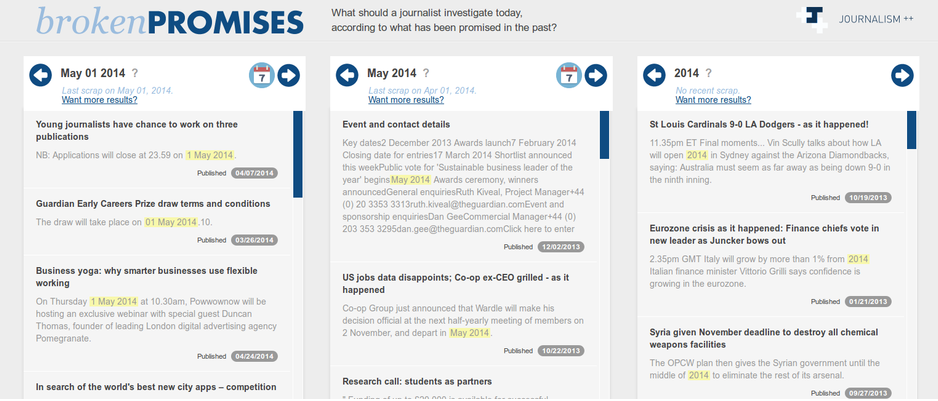 brokenPROMISES
What should a journalist investigate today,
according to what has been promised in the past?
JOURNALISM ++
May 01 2014 ?
7
Last scrap on May 01, 2014.
Want more results?
Young journalists have chance to work on three
publications
NB: Applications will close at 23.59 on 1 May 2014.
Published 04/07/2014
Guardian Early Careers Prize draw terms and conditions
The draw will take place on 01 May 2014.10.
Published 03/26/2014
Business yoga: why smarter businesses use flexible
working
On Thursday 1 May 2014 at 10.30am, Powwownow will be
hosting an exclusive webinar with special guest Duncan
Thomas, founder of leading London digital advertising agency
Pomegranate.
Published 04/24/2014
In search of the world's best new city apps – competition
May 2014 ?
7
Last scrap on Apr 01, 2014.
Want more results?
Event and contact details
Key dates2 December 2013 Awards launch7 February 2014
Closing date for entries17 March 2014 Shortlist announced
this weekPublic vote for 'Sustainable business leader of the
year' beginsMay 2014 Awards ceremony, winners
announcedGeneral enquiriesRuth Kiveal, Project Manager+44
(0) 20 3353 3313ruth.kiveal@theguardian.comEvent and
sponsorship enquiriesDan GeeCommercial Manager+44 (0)
203 353 3295dan.gee@theguardian.comClick here to enter
Published 12/02/2013
US jobs data disappoints; Co-op ex-CEO grilled - as it
happened
Co-op Group just announced that Wardle will make his
decision official at the next half-yearly meeting of members on
2 November, and depart in May 2014.
Published 10/22/2013
Research call: students as partners
2014 ?
No recent scrap.
Want more results?
St Louis Cardinals 9-0 LA Dodgers - as it happened!
11.35pm ET Final moments... Vin Scully talks about how LA
will open 2014 in Sydney against the Arizona Diamondbacks,
saying: Australia must seem as far away as being down 9-0 in
the ninth inning.
Published 10/19/2013
Eurozone crisis as it happened: Finance chiefs vote in
new leader as Juncker bows out
2.35pm GMT Italy will grow by more than 1% from 2014
Italian finance minister Vittorio Grilli says confidence is
growing in the eurozone.
Published 01/21/2013
Syria given November deadline to destroy all chemical
weapons facilities
The OPCW plan then gives the Syrian government until the
middle of 2014 to eliminate the rest of its arsenal.
Published 09/27/2013